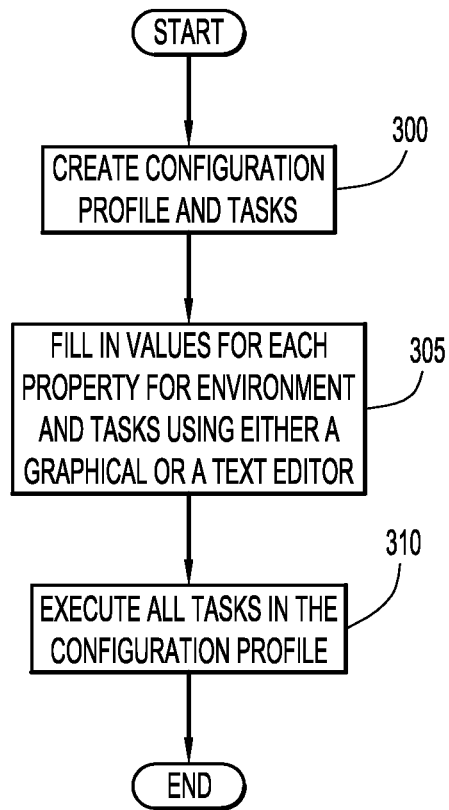 START
300
CREATE CONFIGURATION
PROFILE AND TASKS
305
FILL IN VALUES FOR EACH
PROPERTY FOR ENVIRONMENT
AND TASKS USING EITHER A
GRAPHICAL OR A TEXT EDITOR
310
EXECUTE ALL TASKS IN THE
CONFIGURATION PROFILE
END